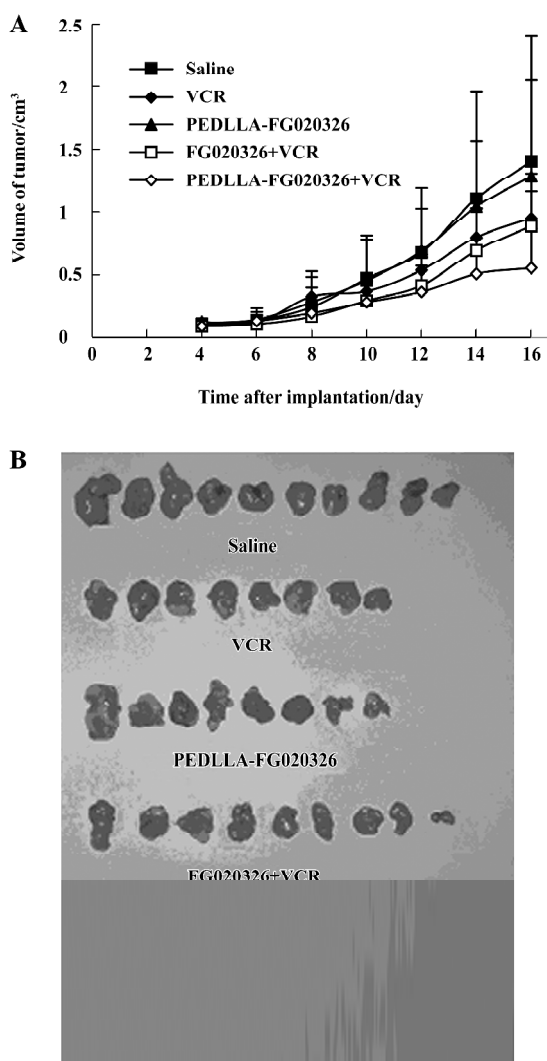 A
2.5
2
1.5
1
0.5
0
Volume of tumor/cm³
Saline
VCR
PEDLLA-FG020326
FG020326+VCR
PEDLLA-FG020326+VCR
0 2 4 6 8 10 12 14 16
Time after implantation/day
B
Saline
VCR
PEDLLA-FG020326
FG020326+VCR